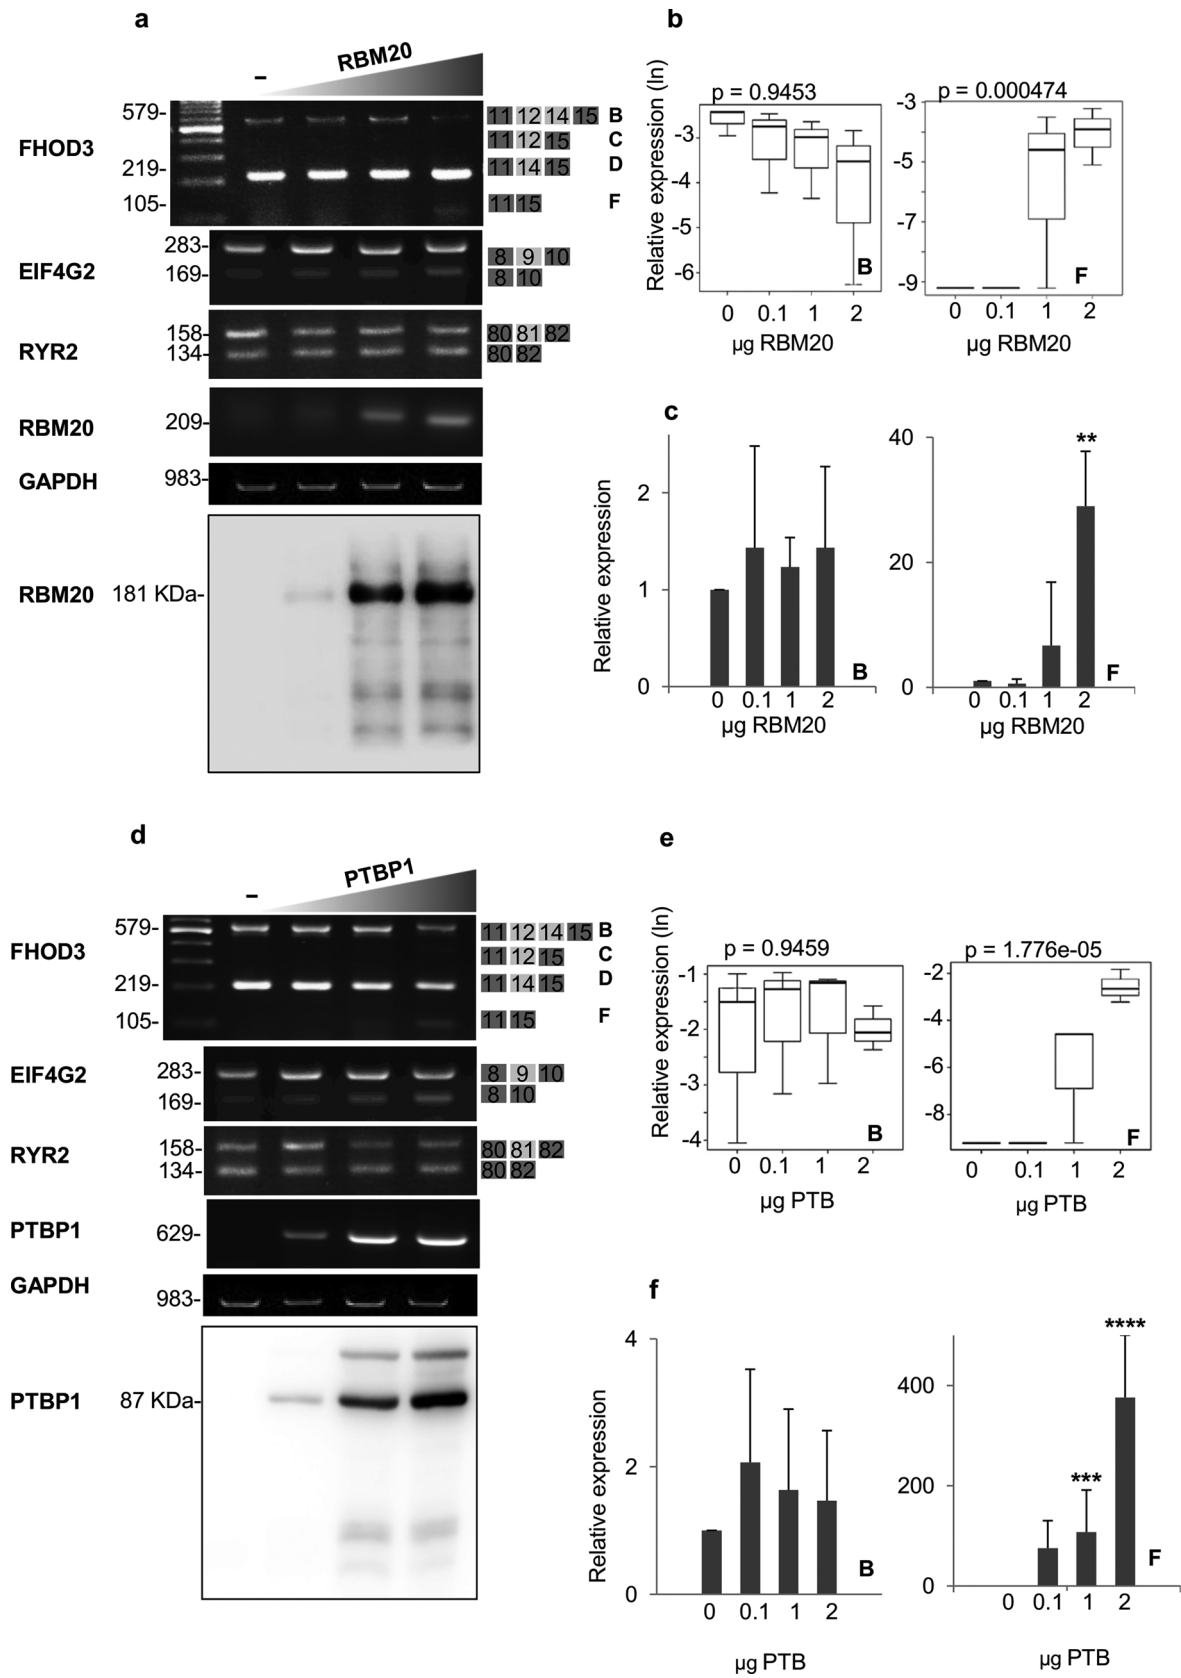 a
RBM20
–
FHOD3
579-
219-
105-
11 12 14 15 B
11 12 15 C
11 14 15 D
11 15 F
EIF4G2
283-
169-
8 9 10
8 10
RYR2
158-
134-
80 81 82
80 82
RBM20
209-
GAPDH
983-
RBM20 181 KDa-
b
Relative expression (ln)
p = 0.9453
-3
-4
-5
-6
B
0 0.1 1 2
µg RBM20
p = 0.000474
-3
-5
-7
-9
F
0 0.1 1 2
µg RBM20
c
Relative expression
2
1
0
B
0 0.1 1 2
µg RBM20
40
20
0
**
F
0 0.1 1 2
µg RBM20
d
PTBP1
–
FHOD3
579-
219-
105-
11 12 14 15 B
11 12 15 C
11 14 15 D
11 15 F
EIF4G2
283-
169-
8 9 10
8 10
RYR2
158-
134-
80 81 82
80 82
PTBP1
629-
GAPDH
983-
PTBP1 87 KDa-
e
Relative expression (ln)
p = 0.9459
-1
-2
-3
-4
B
0 0.1 1 2
µg PTB
p = 1.776e-05
-2
-4
-6
-8
F
0 0.1 1 2
µg PTB
f
Relative expression
4
2
0
B
0 0.1 1 2
µg PTB
400
200
0
***
****
F
0 0.1 1 2
µg PTB